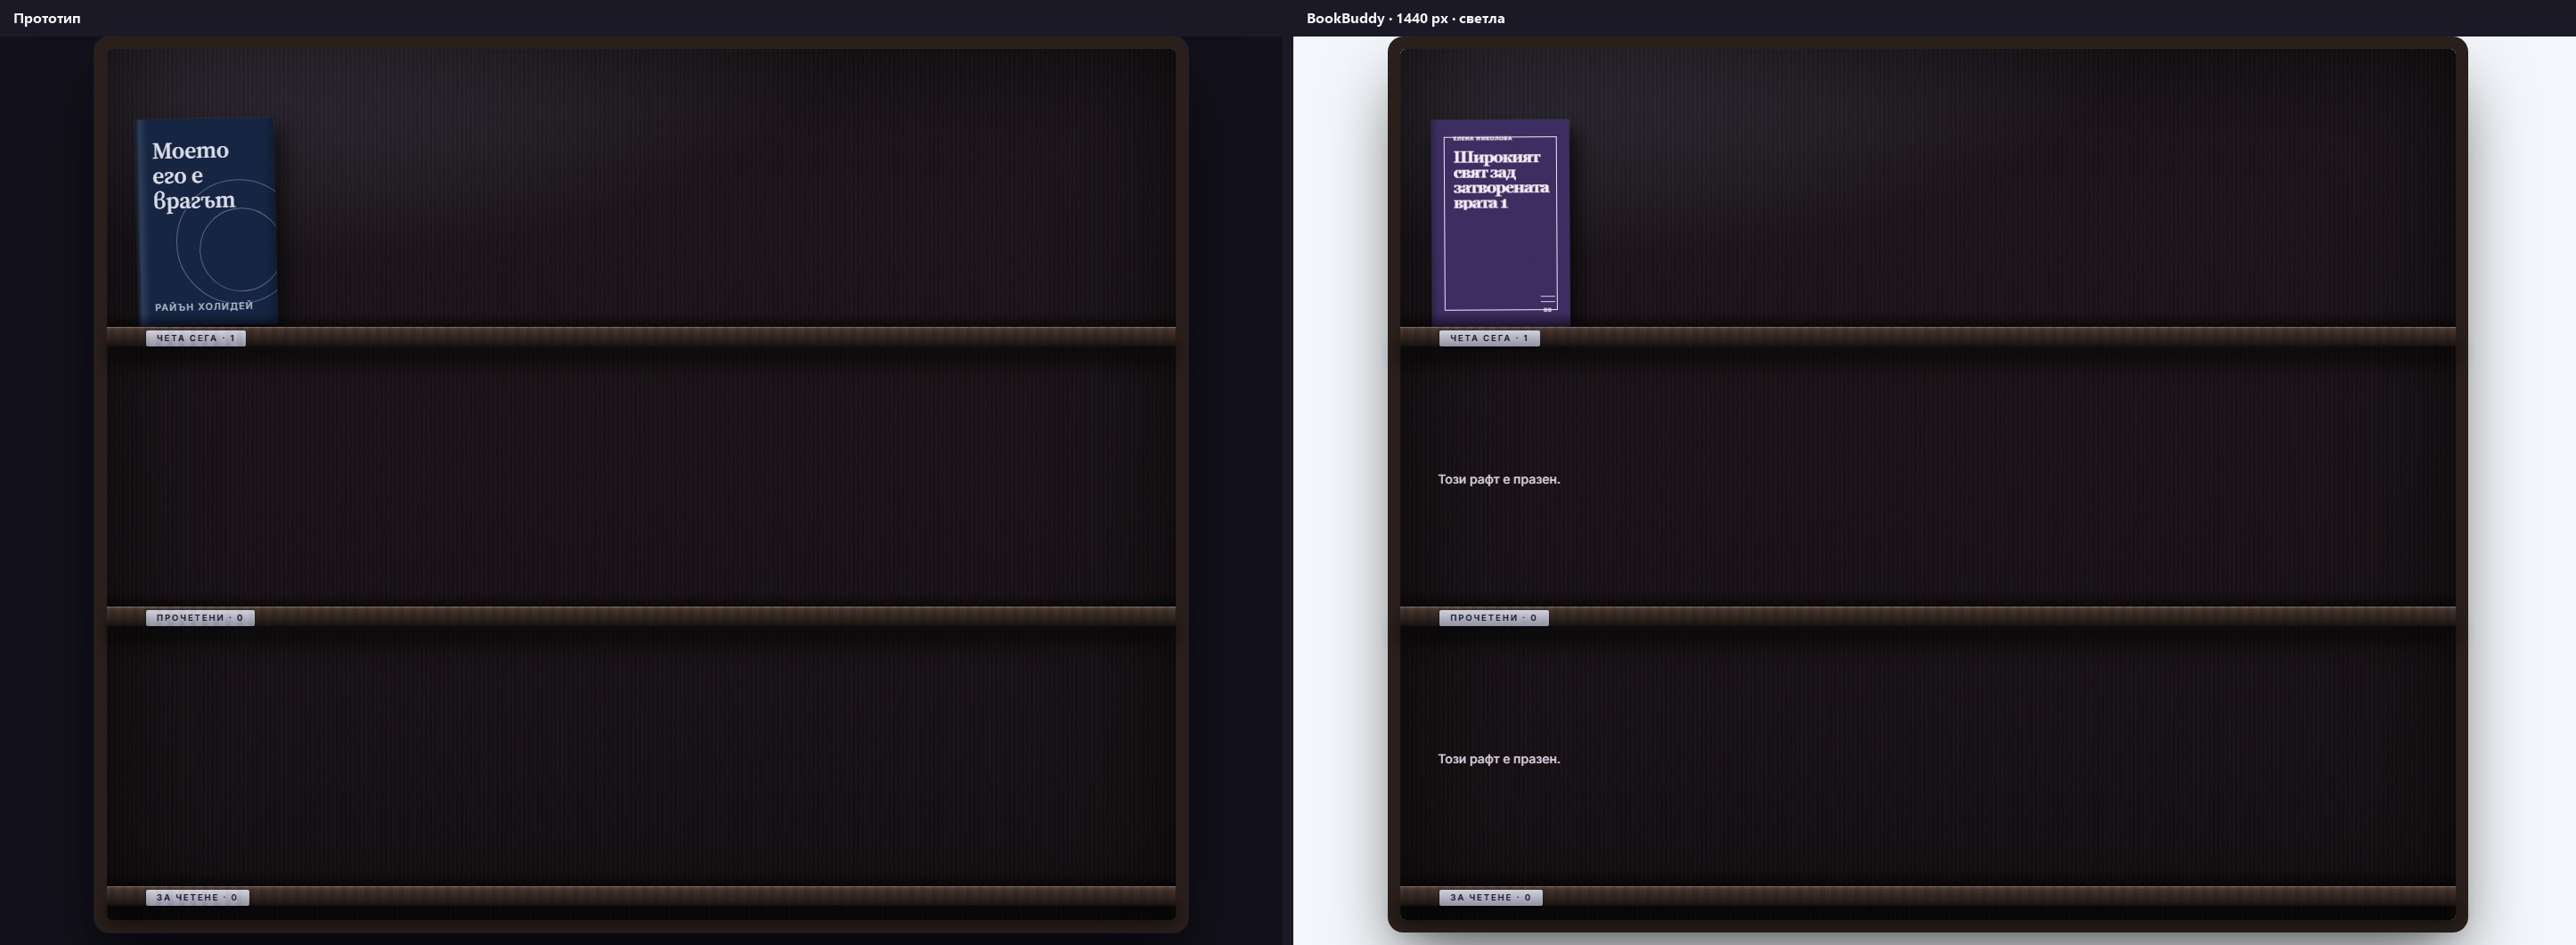 Прототип
Моето
его е
врагът
РАЙЪН ХОЛИДЕЙ
ЧЕТА СЕГА · 1
ПРОЧЕТЕНИ · 0
ЗА ЧЕТЕНЕ · 0
BookBuddy · 1440 px · светла
ЕЛЕНА НИКОЛОВА
Широкият
свят зад
затворената
врата 1
ЧЕТА СЕГА · 1
Този рафт е празен.
ПРОЧЕТЕНИ · 0
Този рафт е празен.
ЗА ЧЕТЕНЕ · 0